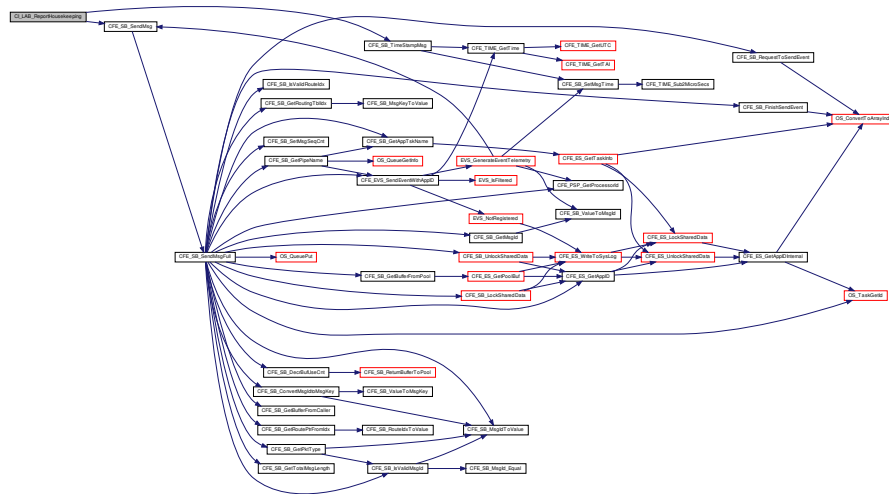 CI_LAB_ReportHousekeeping
CFE_SB_SendMsg
CFE_SB_TimeStampMsg
CFE_TIME_GetTime
CFE_TIME_GetUTC
CFE_TIME_GetTAI
CFE_SB_RequestToSendEvent
CFE_SB_IsValidRouteIdx
CFE_SB_SetMsgTime
CFE_TIME_Sub2MicroSecs
CFE_SB_GetRoutingTblIdx
CFE_SB_MsgKeyToValue
CFE_SB_FinishSendEvent
OS_ConvertToArrayIndex
CFE_SB_SetMsgSeqCnt
CFE_SB_GetAppTskName
CFE_SB_GetPipeName
OS_QueueGetInfo
EVS_GenerateEventTelemetry
CFE_ES_GetTaskInfo
CFE_EVS_SendEventWithAppID
EVS_IsFiltered
CFE_PSP_GetProcessorId
EVS_NotRegistered
CFE_SB_ValueToMsgId
CFE_SB_GetMsgId
CFE_ES_LockSharedData
CFE_SB_SendMsgFull
OS_QueuePut
CFE_SB_UnlockSharedData
CFE_ES_WriteToSysLog
CFE_ES_UnlockSharedData
CFE_ES_GetAppIDInternal
CFE_SB_GetBufferFromPool
CFE_ES_GetPoolBuf
CFE_ES_GetAppID
CFE_SB_LockSharedData
OS_TaskGetId
CFE_SB_DecrBufUseCnt
CFE_SB_ReturnBufferToPool
CFE_SB_ConvertMsgIdtoMsgKey
CFE_SB_ValueToMsgKey
CFE_SB_GetBufferFromCaller
CFE_SB_GetRoutePtrFromIdx
CFE_SB_RouteIdxToValue
CFE_SB_MsgIdToValue
CFE_SB_GetPktType
CFE_SB_GetTotalMsgLength
CFE_SB_IsValidMsgId
CFE_SB_MsgId_Equal